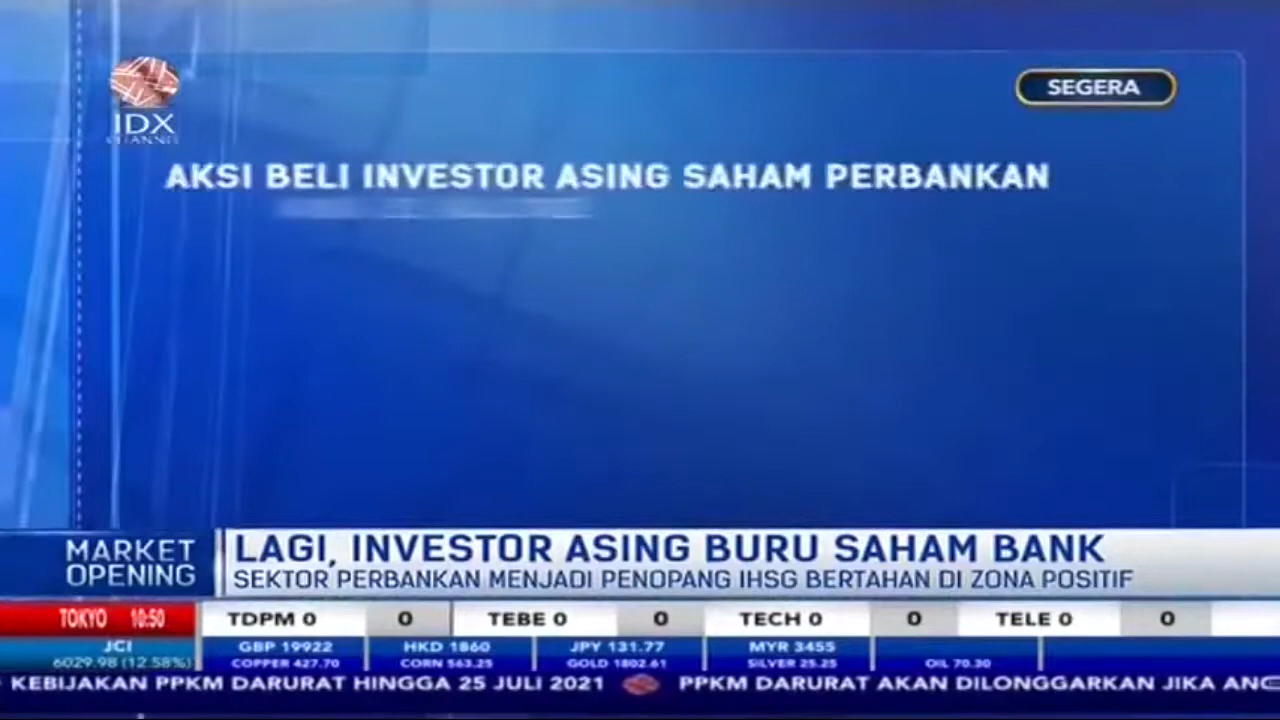 IDX
CHANNEL
SEGERA
AKSI BELI INVESTOR ASING SAHAM PERBANKAN
MARKET
OPENING
LAGI, INVESTOR ASING BURU SAHAM BANK
SEKTOR PERBANKAN MENJADI PENOPANG IHSG BERTAHAN DI ZONA POSITIF
TOKYO 10:50 TDPM 0 0 TEBE 0 0 TECH 0 0 TELE 0 0
JCI GBP 19922 HKD 1860 JPY 131.77 MYR 3455
6029.98 (12.58%) COPPER 427.70 CORN 563.25 GOLD 1802.61 SILVER 25.25 OIL 70.30
KEBIJAKAN PPKM DARURAT HINGGA 25 JULI 2021 PPKM DARURAT AKAN DILONGGARKAN JIKA